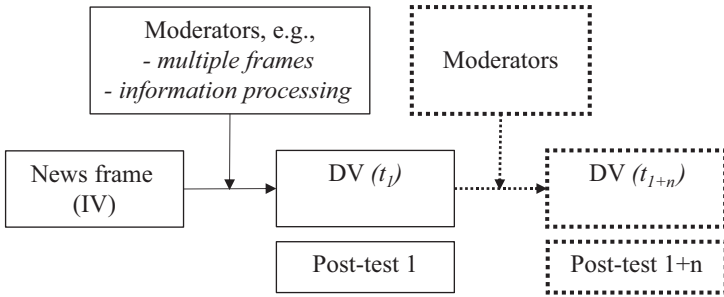 Moderators, e.g.,
- multiple frames
- information processing
Moderators
News frame
(IV)
DV (t1)
DV (t1+n)
Post-test 1
Post-test 1+n